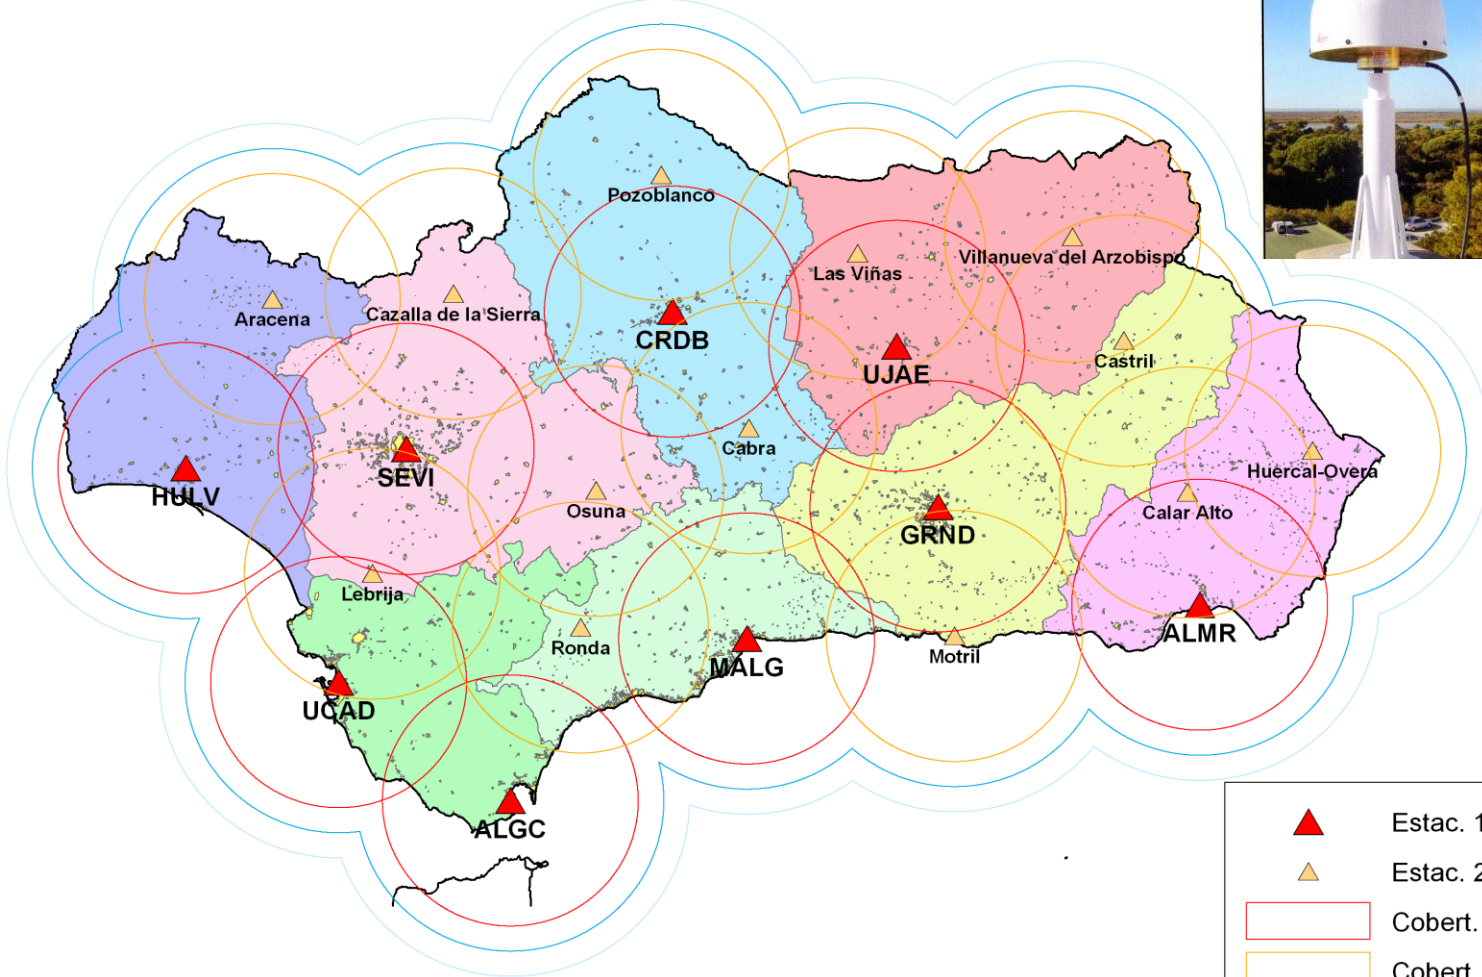 Pozoblanco
Las Viñas
Villanueva del Arzobispo
Aracena
Cazalla de la Sierra
CRDB
UJAE
Castril
Cabra
SEVI
HULV
Osuna
Huercal-Overa
Calar Alto
GRND
Lebrija
Ronda
MALG
Motril
ALMR
UCAD
ALGC
Estac. 1
Estac. 2
Cobert.
Cobert.